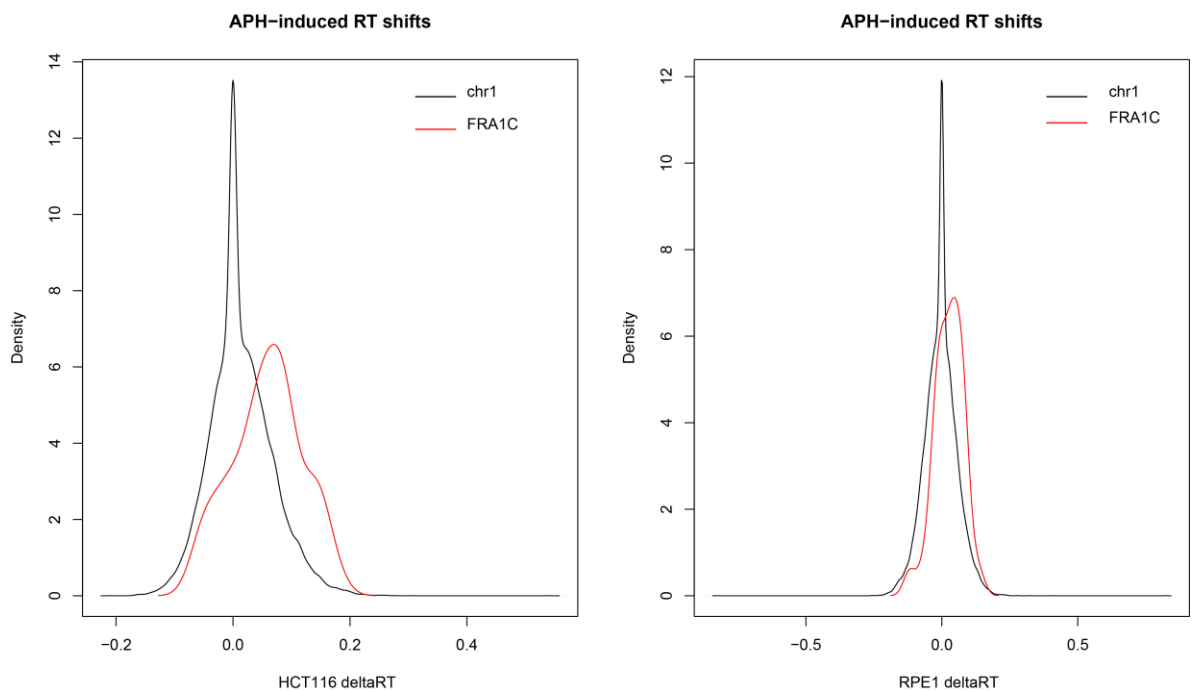 APH−induced RT shifts
14
12
10
8
6
4
2
0
Density
chr1
FRA1C
−0.2
0.0
0.2
0.4
HCT116 deltaRT
APH−induced RT shifts
12
10
8
6
4
2
0
Density
chr1
FRA1C
−0.5
0.0
0.5
RPE1 deltaRT